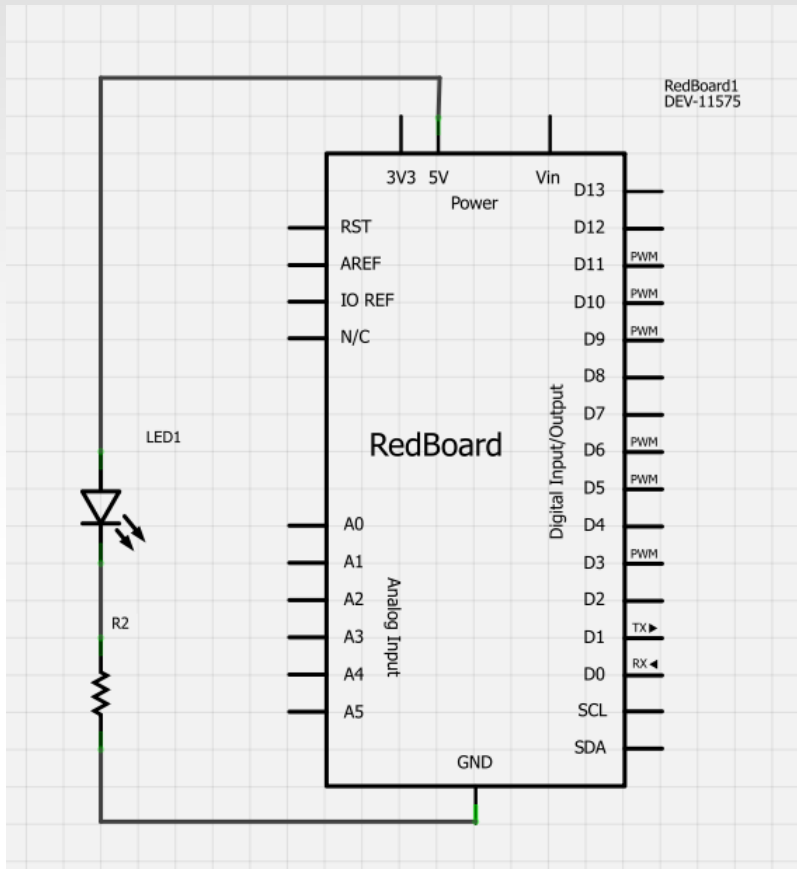 RedBoard1
DEV-11575
3V3 5V Vin
Power
D13
RST D12
AREF D11 PWM
IO REF D10 PWM
N/C D9 PWM
D8
D7
LED1 RedBoard D6 PWM
D5 PWM
Digital Input/Output
A0 D4
A1 D3 PWM
A2 D2
Analog Input
R2 A3 D1 TX
A4 D0 RX
A5 SCL
SDA
GND